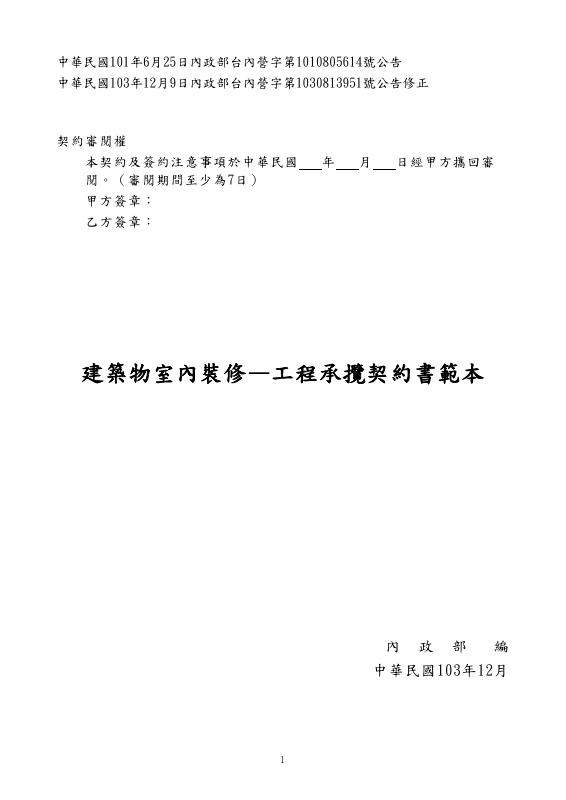 中華民國101年6月25日內政部台內營字第1010805614號公告
中華民國103年12月9日內政部台內營字第1030813951號公告修正
契約審閱權
本契約及簽約注意事項於中華民國___年___月___日經甲方攜回審
閱。（審閱期間至少為7日）
甲方簽章：
乙方簽章：
建築物室內裝修—工程承攬契約書範本
內 政 部 編
中華民國103年12月
1